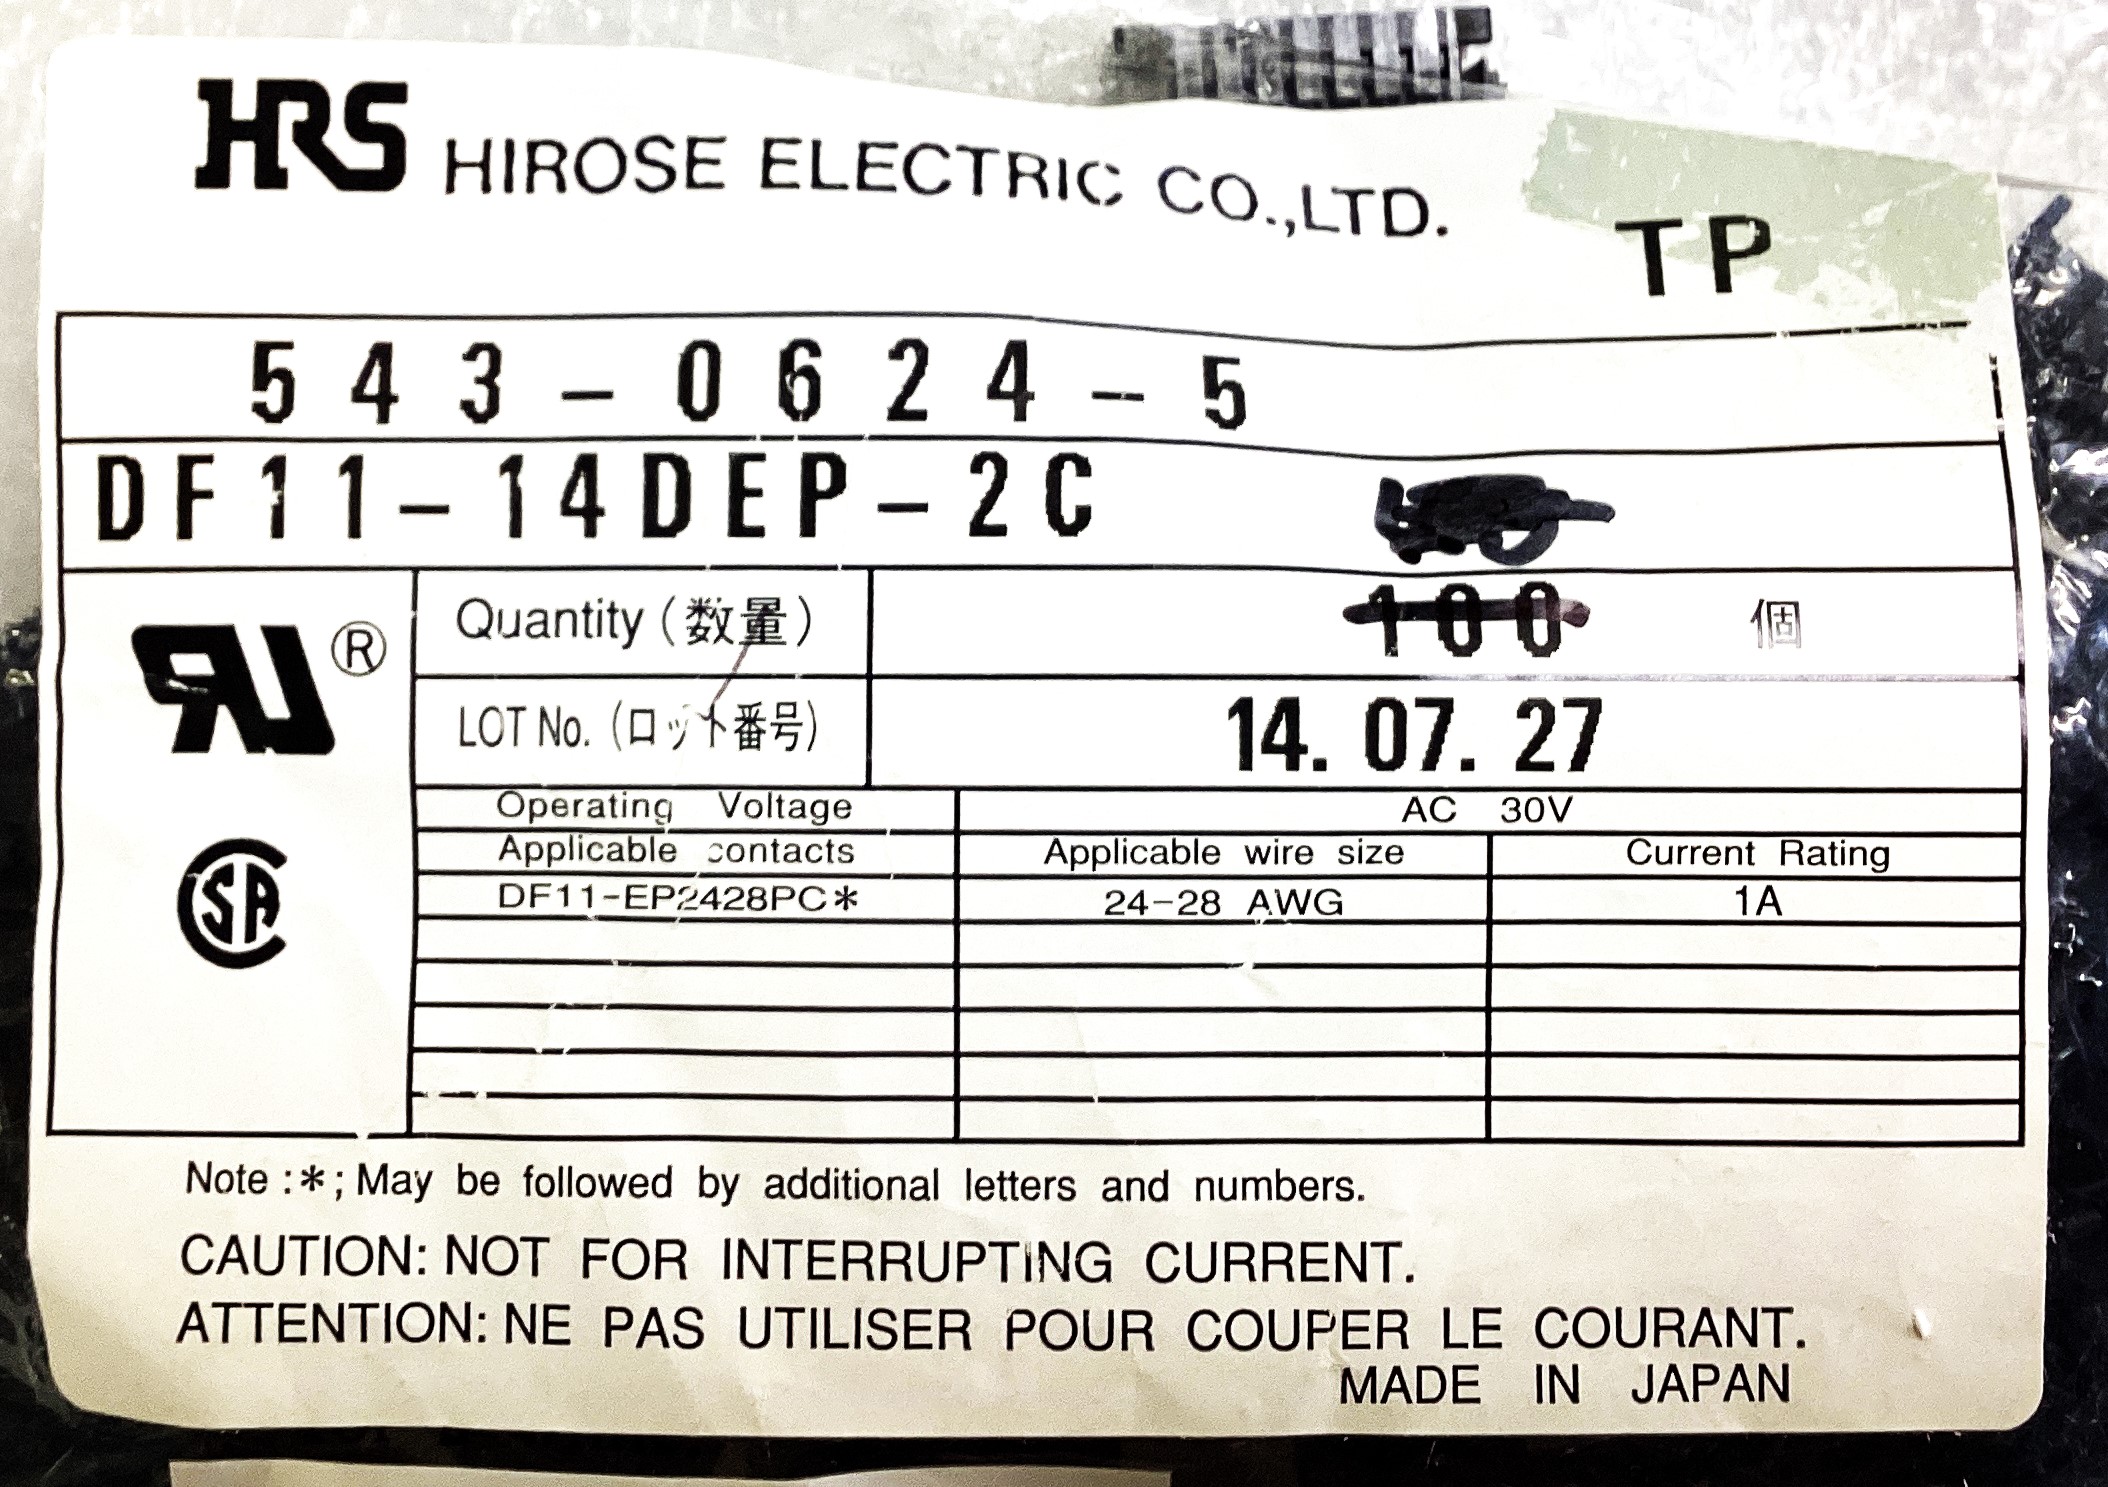 HRS HIROSE ELECTRIC CO.,LTD.
TP
543-0624-5
DF11-14DEP-2C
Quantity (数量) 100 個
LOT No. (ロット番号) 14. 07. 27
Operating Voltage AC 30V
Applicable contacts Applicable wire size Current Rating
DF11-EP2428PC* 24-28 AWG 1A
RU ®
CSA
Note :*; May be followed by additional letters and numbers.
CAUTION: NOT FOR INTERRUPTING CURRENT.
ATTENTION: NE PAS UTILISER POUR COUPER LE COURANT.
MADE IN JAPAN